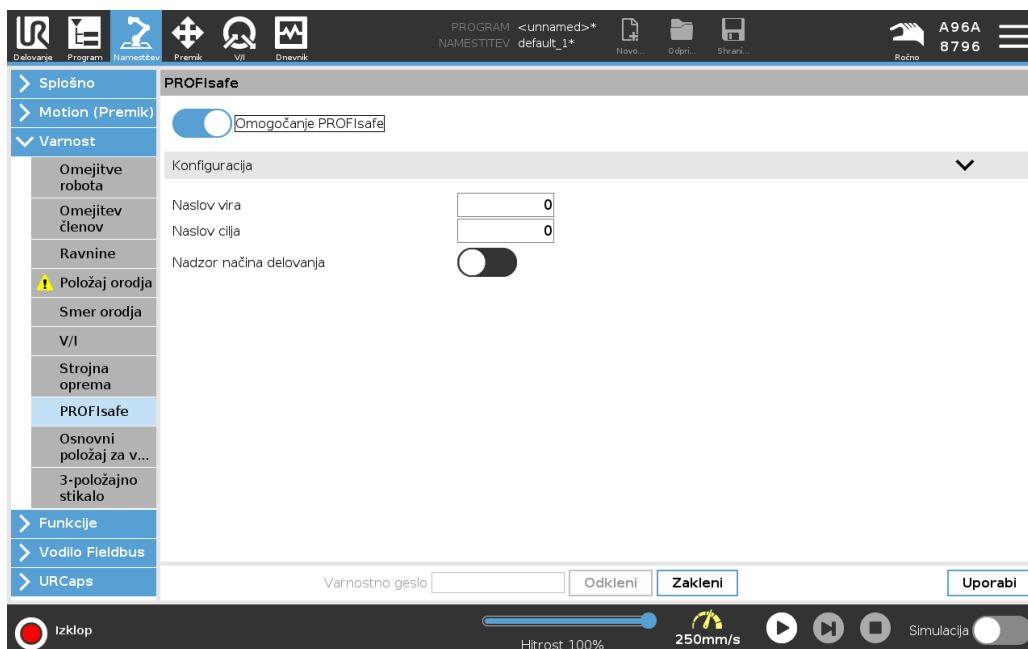 UR
PROGRAM <unnamed>*
NAMESTITEV default_1*
Delovanje Program Namestitev Premik V/I Dnevnik Novo... Odpri... Shrani... Ročno
A96A
8796
Splošno
Motion (Premik)
Varnost
Omejitve
robota
Omejitev
členov
Ravnine
Položaj orodja
Smer orodja
V/I
Strojna
oprema
PROFIsafe
Osnovni
položaj za v...
3-položajno
stikalo
Funkcije
Vodilo Fieldbus
URCaps
PROFIsafe
Omogočanje PROFIsafe
Konfiguracija
Naslov vira 0
Naslov cilja 0
Nadzor načina delovanja
Varnostno geslo Odkleni Zakleni Uporabi
Izklop
Hitrost 100%
250mm/s
Simulacija